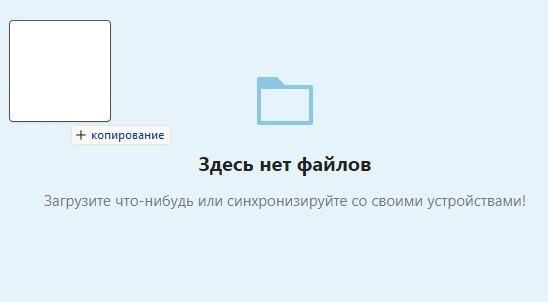 + копирование
Здесь нет файлов
Загрузите что-нибудь или синхронизируйте со своими устройствами!